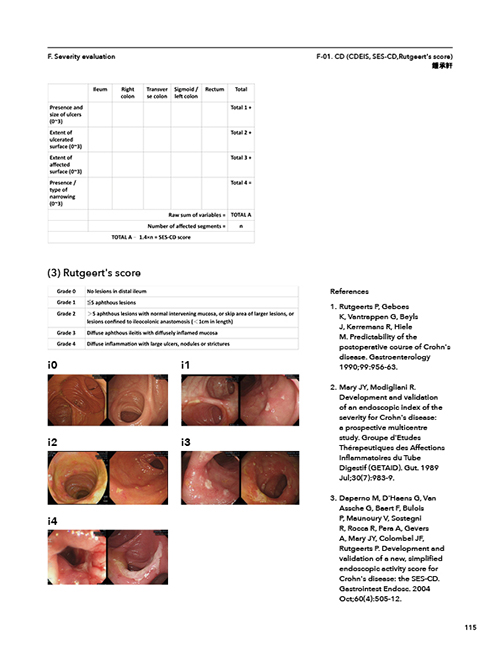 F. Severity evaluation
F-01. CD (CDEIS, SES-CD,Rutgeert's score)
趙承軒
Ileum Right colon Transverse colon Sigmoid / left colon Rectum Total
Presence and size of ulcers (0~3) Total 1 +
Extent of ulcerated surface (0~3) Total 2 +
Extent of affected surface (0~3) Total 3 +
Presence / type of narrowing (0~3) Total 4 =
Raw sum of variables = TOTAL A
Number of affected segments = n
TOTAL A - 1.4×n = SES-CD score
(3) Rutgeert's score
Grade 0 No lesions in distal ileum
Grade 1 ≦5 aphthous lesions
Grade 2 ＞5 aphthous lesions with normal intervening mucosa, or skip area of larger lesions, or
lesions confined to ileocolonic anastomosis (＜1cm in length)
Grade 3 Diffuse aphthous ileitis with diffusely inflamed mucosa
Grade 4 Diffuse inflammation with large ulcers, nodules or strictures
i0
i1
i2
i3
i4
References
1. Rutgeerts P, Geboes
K, Vantrappen G, Beyls
J, Kerremans R, Hiele
M. Predictability of the
postoperative course of Crohn's
disease. Gastroenterology
1990;99:956-63.
2. Mary JY, Modigliani R.
Development and validation
of an endoscopic index of the
severity for Crohn's disease:
a prospective multicentre
study. Groupe d'Etudes
Thérapeutiques des Affections
Inflammatoires du Tube
Digestif (GETAID). Gut. 1989
Jul;30(7):983-9.
3. Daperno M, D'Haens G, Van
Assche G, Baert F, Bulois
P, Maunoury V, Sostegni
R, Rocca R, Pera A, Gevers
A, Mary JY, Colombel JF,
Rutgeerts P. Development and
validation of a new, simplified
endoscopic activity score for
Crohn's disease: the SES-CD.
Gastrointest Endosc. 2004
Oct;60(4):505-12.
115